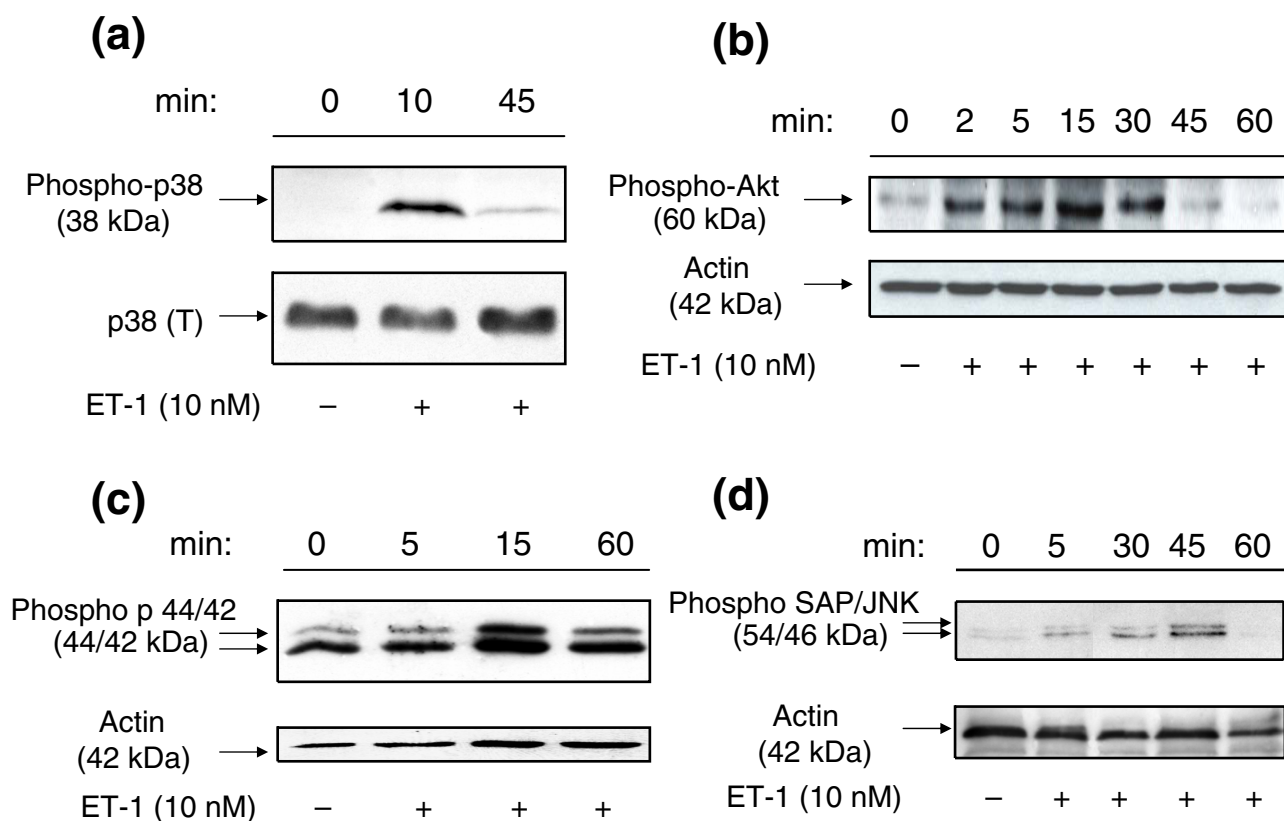 (a)
min: 0 10 45
Phospho-p38
(38 kDa)
p38 (T)
ET-1 (10 nM) – + +
(b)
min: 0 2 5 15 30 45 60
Phospho-Akt
(60 kDa)
Actin
(42 kDa)
ET-1 (10 nM) – + + + + + +
(c)
min: 0 5 15 60
Phospho p 44/42
(44/42 kDa)
Actin
(42 kDa)
ET-1 (10 nM) – + + +
(d)
min: 0 5 30 45 60
Phospho SAP/JNK
(54/46 kDa)
Actin
(42 kDa)
ET-1 (10 nM) – + + + +